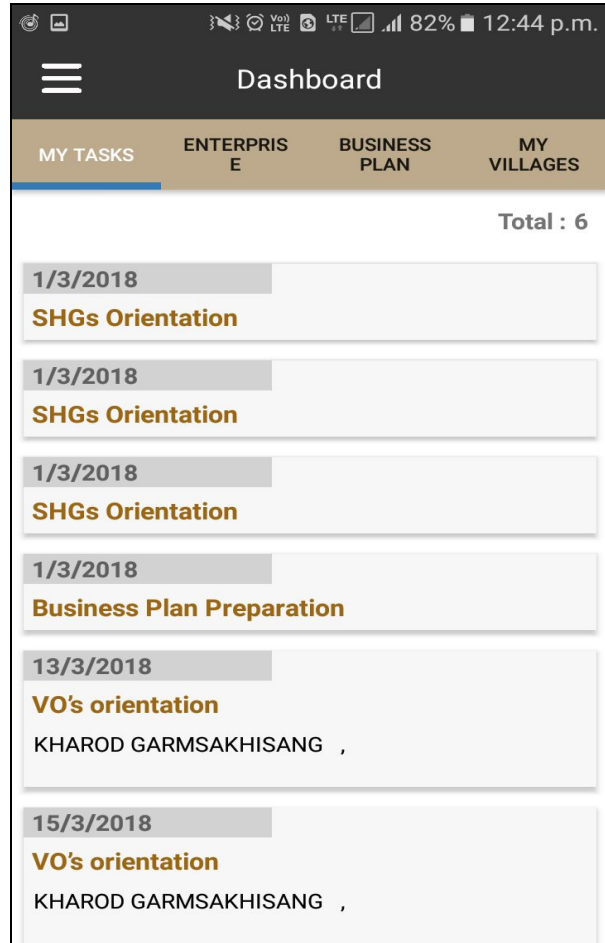 VoLTE LTE 82% 12:44 p.m.
Dashboard
MY TASKS
ENTERPRIS
E
BUSINESS
PLAN
MY
VILLAGES
Total : 6
1/3/2018
SHGs Orientation
1/3/2018
SHGs Orientation
1/3/2018
SHGs Orientation
1/3/2018
Business Plan Preparation
13/3/2018
VO's orientation
KHAROD GARMSAKHISANG ,
15/3/2018
VO's orientation
KHAROD GARMSAKHISANG ,